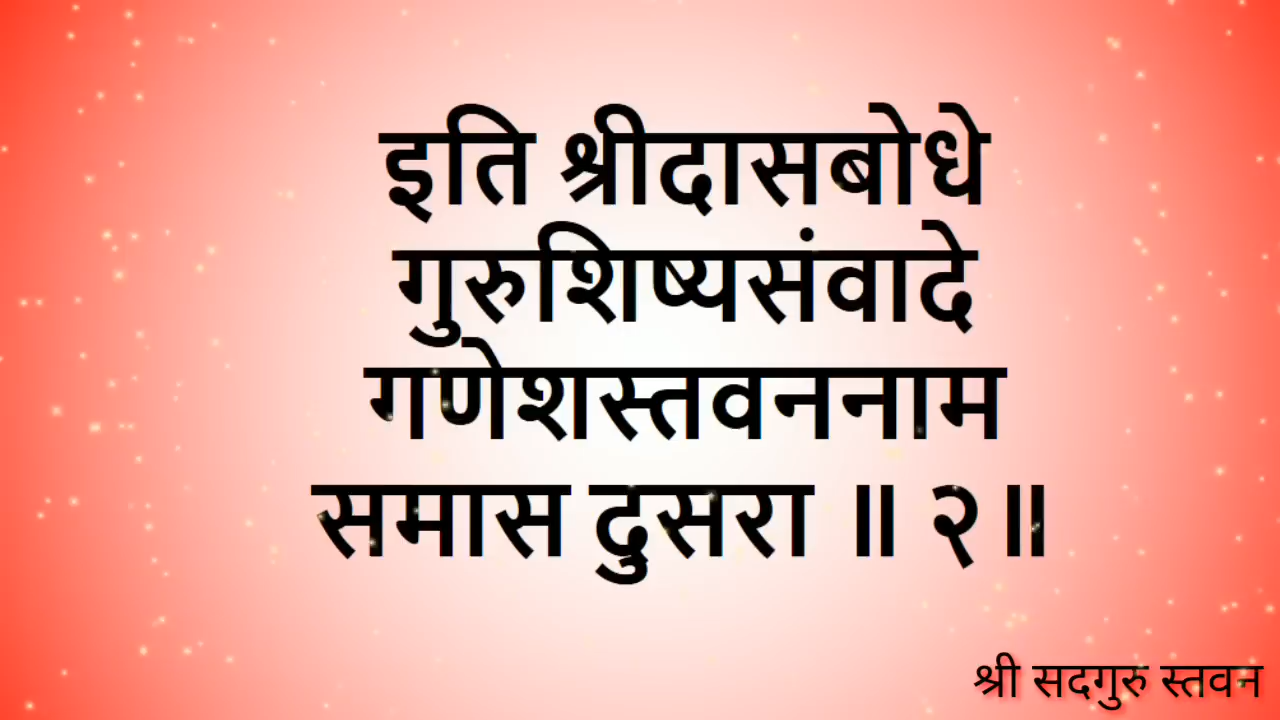 इति श्रीदासबोधे
गुरुशिष्यसंवादे
गणेशस्तवननाम
समास दुसरा ॥ २॥
श्री सदगुरु स्तवन